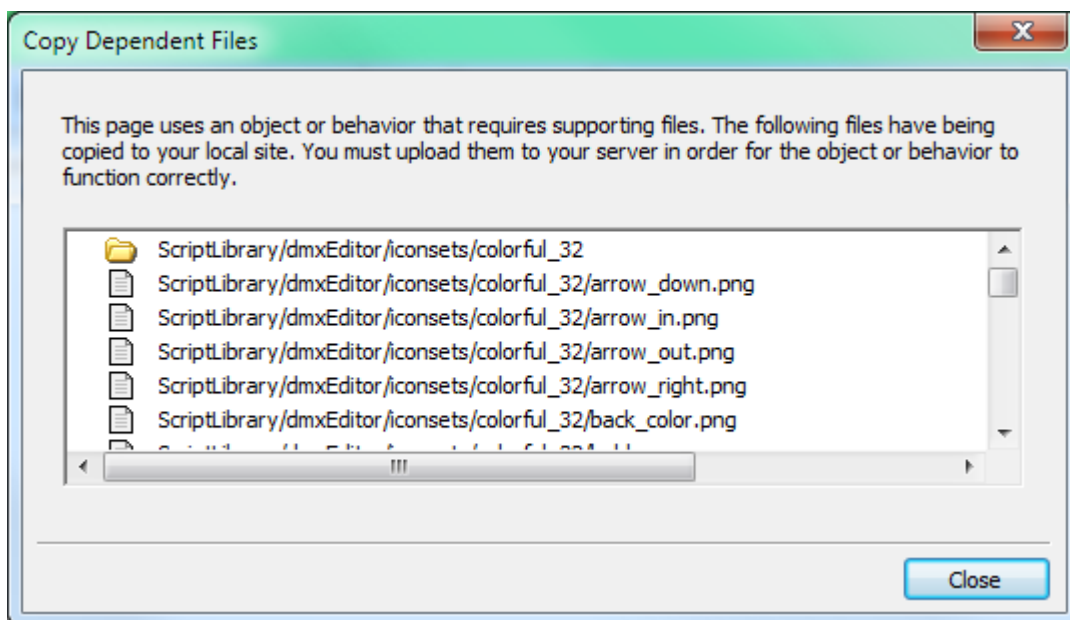 Copy Dependent Files
This page uses an object or behavior that requires supporting files. The following files have being
copied to your local site. You must upload them to your server in order for the object or behavior to
function correctly.
ScriptLibrary/dmxEditor/iconsets/colorful_32
ScriptLibrary/dmxEditor/iconsets/colorful_32/arrow_down.png
ScriptLibrary/dmxEditor/iconsets/colorful_32/arrow_in.png
ScriptLibrary/dmxEditor/iconsets/colorful_32/arrow_out.png
ScriptLibrary/dmxEditor/iconsets/colorful_32/arrow_right.png
ScriptLibrary/dmxEditor/iconsets/colorful_32/back_color.png
Close